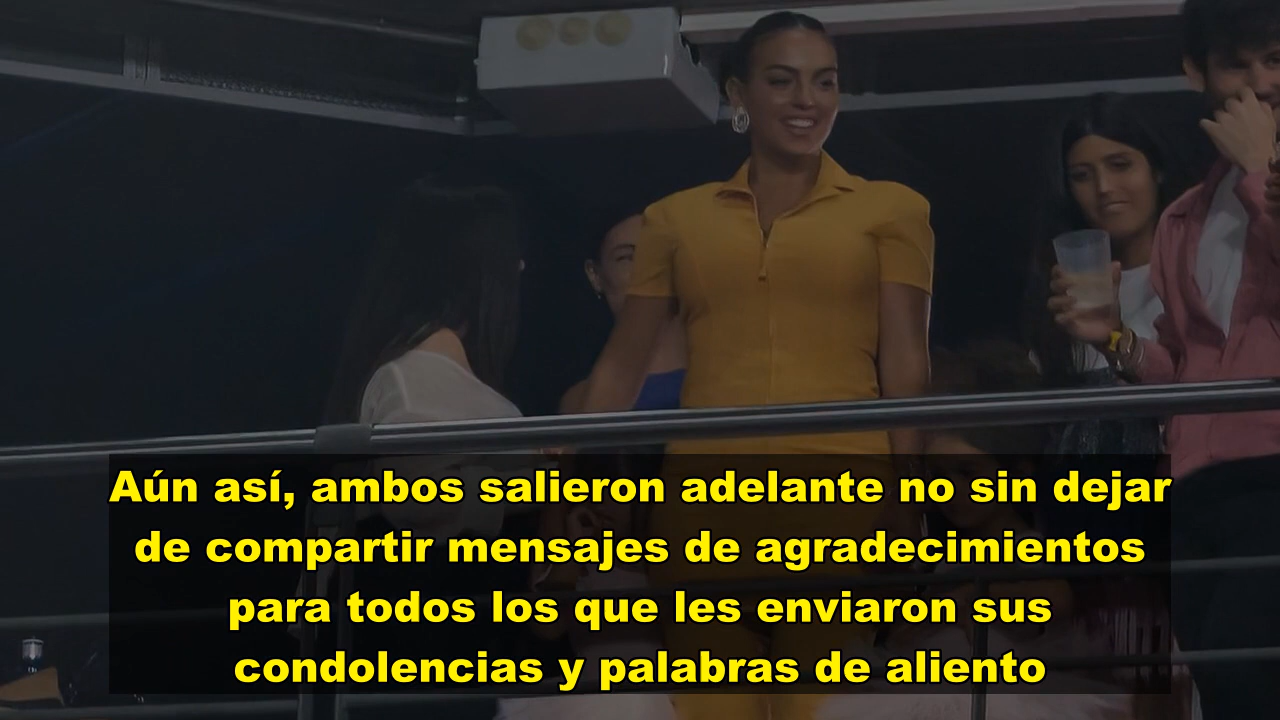 Aún así, ambos salieron adelante no sin dejar
de compartir mensajes de agradecimientos
para todos los que les enviaron sus
condolencias y palabras de aliento